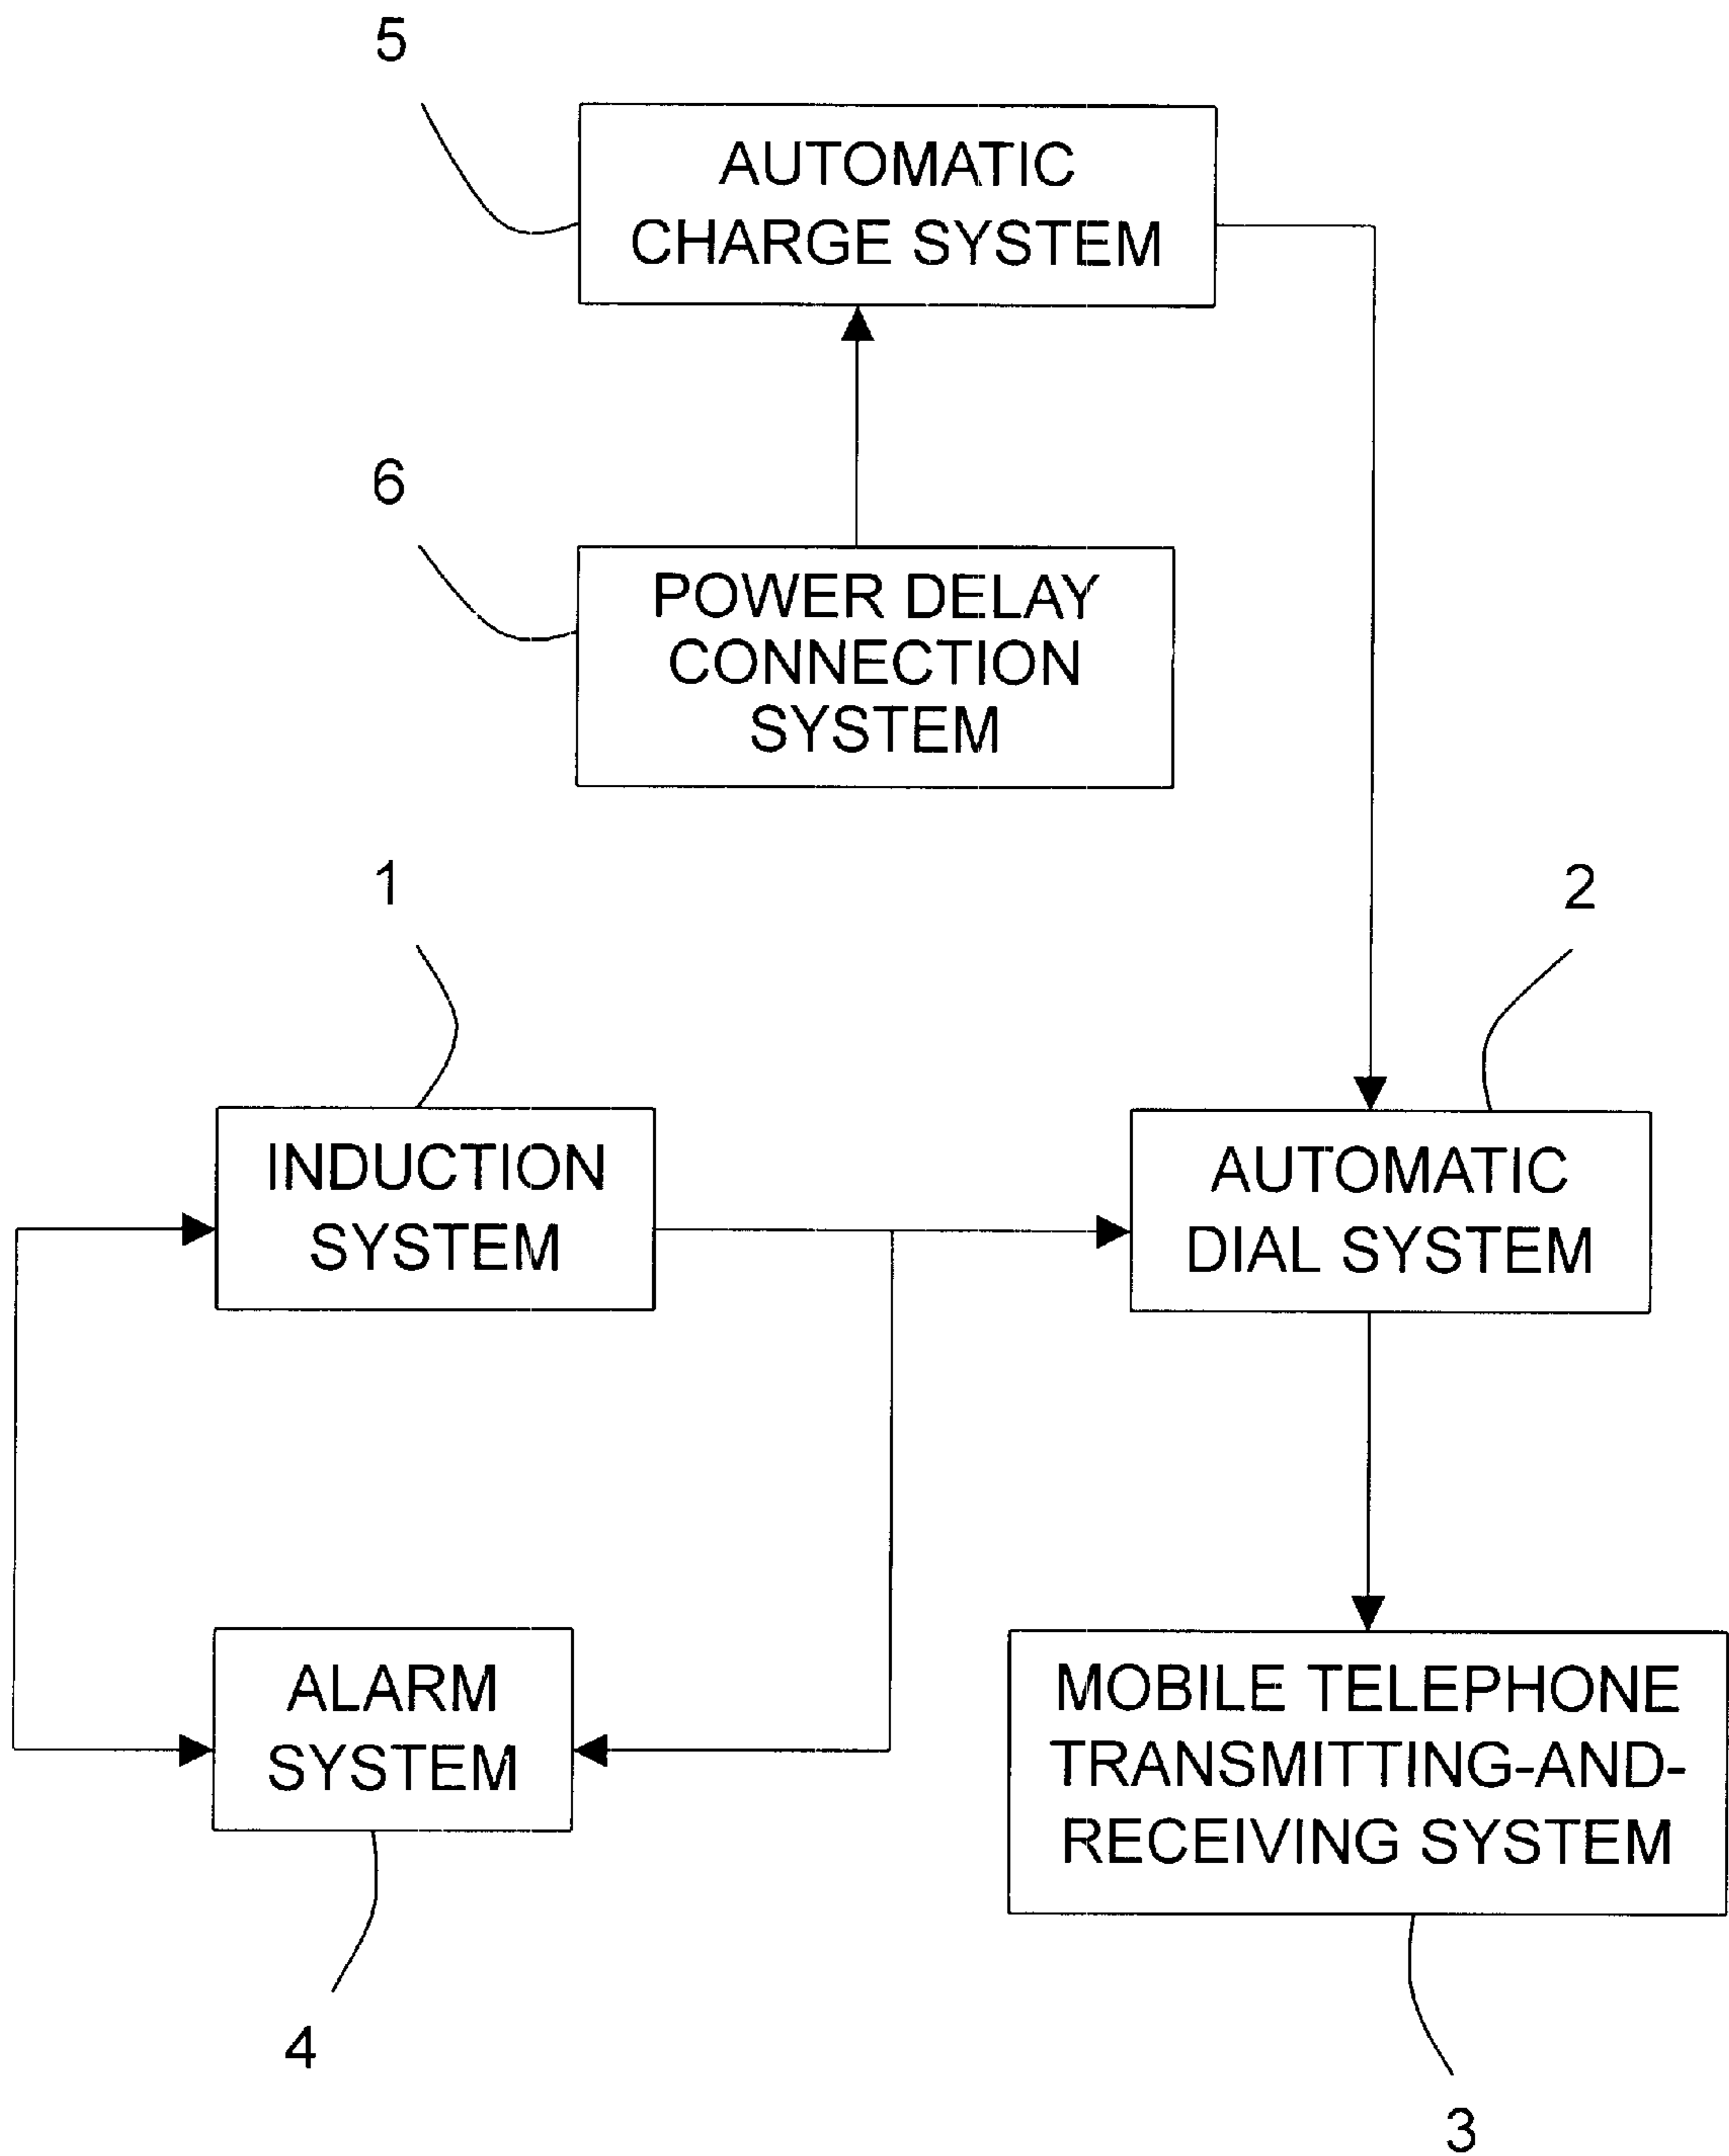 5
AUTOMATIC
CHARGE SYSTEM
6
POWER DELAY
CONNECTION
SYSTEM
1
2
INDUCTION
SYSTEM
AUTOMATIC
DIAL SYSTEM
ALARM
SYSTEM
MOBILE TELEPHONE
TRANSMITTING-AND-
RECEIVING SYSTEM
4
3